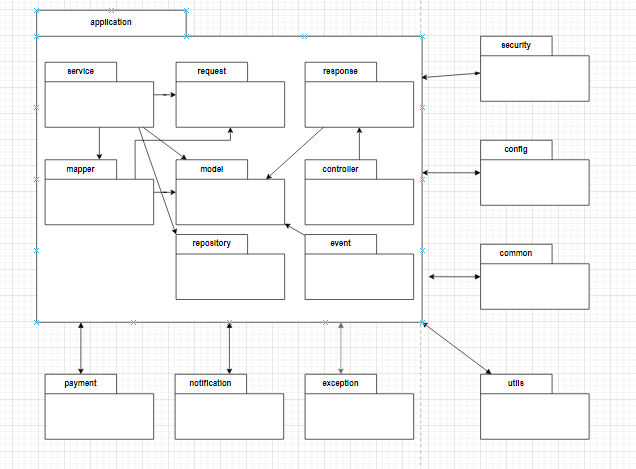 application
security
service
request
response
config
mapper
model
controller
repository
event
common
payment
notification
exception
utils